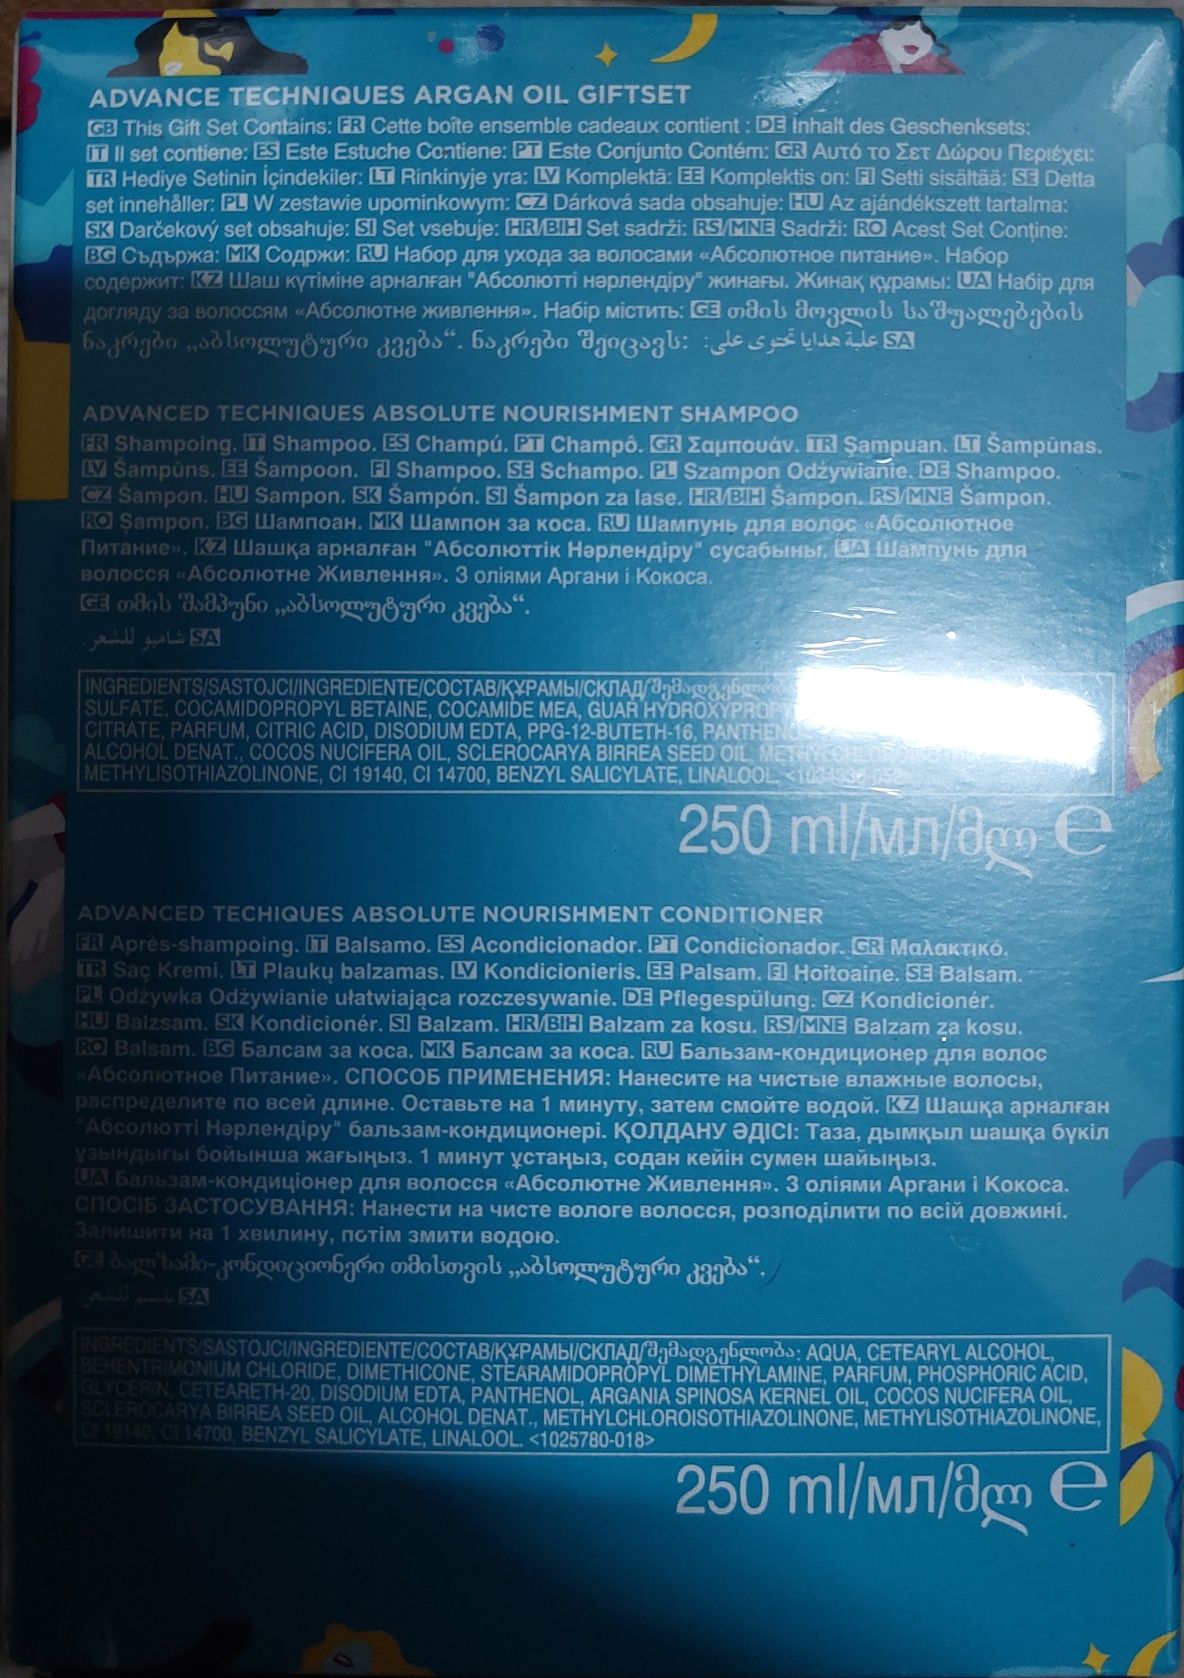 ADVANCE TECHNIQUES ARGAN OIL GIFTSET
GB This Gift Set Contains: FR Cette boîte ensemble cadeaux contient : DE Inhalt des Geschenksets:
IT Il set contiene: ES Este Estuche Contiene: PT Este Conjunto Contém: GR Αυτό το Σετ Δώρου Περιέχει:
TR Hediye Setinin İçindekiler: LT Rinkinyje yra: LV Komplektā: EE Komplektis on: FI Setti sisältää: SE Detta
set innehåller: PL W zestawie upominkowym: CZ Dárková sada obsahuje: HU Az ajándékszett tartalma:
SK Darčekový set obsahuje: SI Set vsebuje: HR/BIH Set sadrži: RS/MNE Sadrži: RO Acest Set Conține:
BG Съдържа: MK Содржи: RU Набор для ухода за волосами «Абсолютное питание». Набор
содержит: KZ Шаш күтіміне арналған "Абсолютті нәрлендіру" жинағы. Жинақ құрамы: UA Набір для
догляду за волоссям «Абсолютне живлення». Набір містить: GE თმის მოვლის საშუალებების
ნაკრები „აბსოლუტური კვება“. ნაკრები შეიცავს: علبة هدايا تحتوى على: SA
ADVANCED TECHNIQUES ABSOLUTE NOURISHMENT SHAMPOO
FR Shampoing. IT Shampoo. ES Champú. PT Champô. GR Σαμπουάν. TR Şampuan. LT Šampūnas.
LV Šampūns. EE Šampoon. FI Shampoo. SE Schampo. PL Szampon Odżywianie. DE Shampoo.
CZ Šampon. HU Sampon. SK Šampón. SI Šampon za lase. HR/BIH Šampon. RS/MNE Šampon.
RO Șampon. BG Шампоан. MK Шампон за коса. RU Шампунь для волос «Абсолютное
Питание». KZ Шашқа арналған "Абсолюттік Нәрлендіру" сусабыны. UA Шампунь для
волосся «Абсолютне Живлення». З оліями Аргани і Кокоса.
GE თმის შამპუნი „აბსოლუტური კვება“.
شامبو للشعر. SA
INGREDIENTS/SASTOJCI/INGREDIENTE/СОСТАВ/ҚҰРАМЫ/СКЛАД/შემადგენლობა
SULFATE, COCAMIDOPROPYL BETAINE, COCAMIDE MEA, GUAR
CITRATE, PARFUM, CITRIC ACID, DISODIUM EDTA, PPG-12-BUTETH-16,
ALCOHOL DENAT., COCOS NUCIFERA OIL, SCLEROCARYA BIRREA SEED OIL,
METHYLISOTHIAZOLINONE, CI 19140, CI 14700, BENZYL SALICYLATE, LINALOOL.
250 ml/мл/მლ ℮
ADVANCED TECHIQUES ABSOLUTE NOURISHMENT CONDITIONER
FR Après-shampoing. IT Balsamo. ES Acondicionador. PT Condicionador. GR Μαλακτικό.
TR Saç Kremi. LT Plaukų balzamas. LV Kondicionieris. EE Palsam. FI Hoitoaine. SE Balsam.
PL Odżywka Odżywianie ułatwiająca rozczesywanie. DE Pflegespülung. CZ Kondicionér.
HU Balzsam. SK Kondicionér. SI Balzam. HR/BIH Balzam za kosu. RS/MNE Balzam za kosu.
RO Balsam. BG Балсам за коса. MK Балсам за коса. RU Бальзам-кондиционер для волос
«Абсолютное Питание». СПОСОБ ПРИМЕНЕНИЯ: Нанесите на чистые влажные волосы,
распределите по всей длине. Оставьте на 1 минуту, затем смойте водой. KZ Шашқа арналған
"Абсолютті Нәрлендіру" бальзам-кондиционері. ҚОЛДАНУ ӘДІСІ: Таза, дымқыл шашқа бүкіл
ұзындығы бойынша жағыңыз. 1 минут ұстаңыз, содан кейін сумен шайыңыз.
UA Бальзам-кондиціонер для волосся «Абсолютне Живлення». З оліями Аргани і Кокоса.
СПОСІБ ЗАСТОСУВАННЯ: Нанести на чисте вологе волосся, розподілити по всій довжині.
Залишити на 1 хвилину, потім змити водою.
GE ბალზამი-კონდიციონერი თმისთვის „აბსოლუტური კვება“.
بلسم للشعر. SA
INGREDIENTS/SASTOJCI/INGREDIENTE/СОСТАВ/ҚҰРАМЫ/СКЛАД/შემადგენლობა: AQUA, CETEARYL ALCOHOL,
BEHENTRIMONIUM CHLORIDE, DIMETHICONE, STEARAMIDOPROPYL DIMETHYLAMINE, PARFUM, PHOSPHORIC ACID,
GLYCERIN, CETEARETH-20, DISODIUM EDTA, PANTHENOL, ARGANIA SPINOSA KERNEL OIL, COCOS NUCIFERA OIL,
SCLEROCARYA BIRREA SEED OIL, ALCOHOL DENAT., METHYLCHLOROISOTHIAZOLINONE, METHYLISOTHIAZOLINONE,
CI 19140, CI 14700, BENZYL SALICYLATE, LINALOOL. <1025780-018>
250 ml/мл/მლ ℮